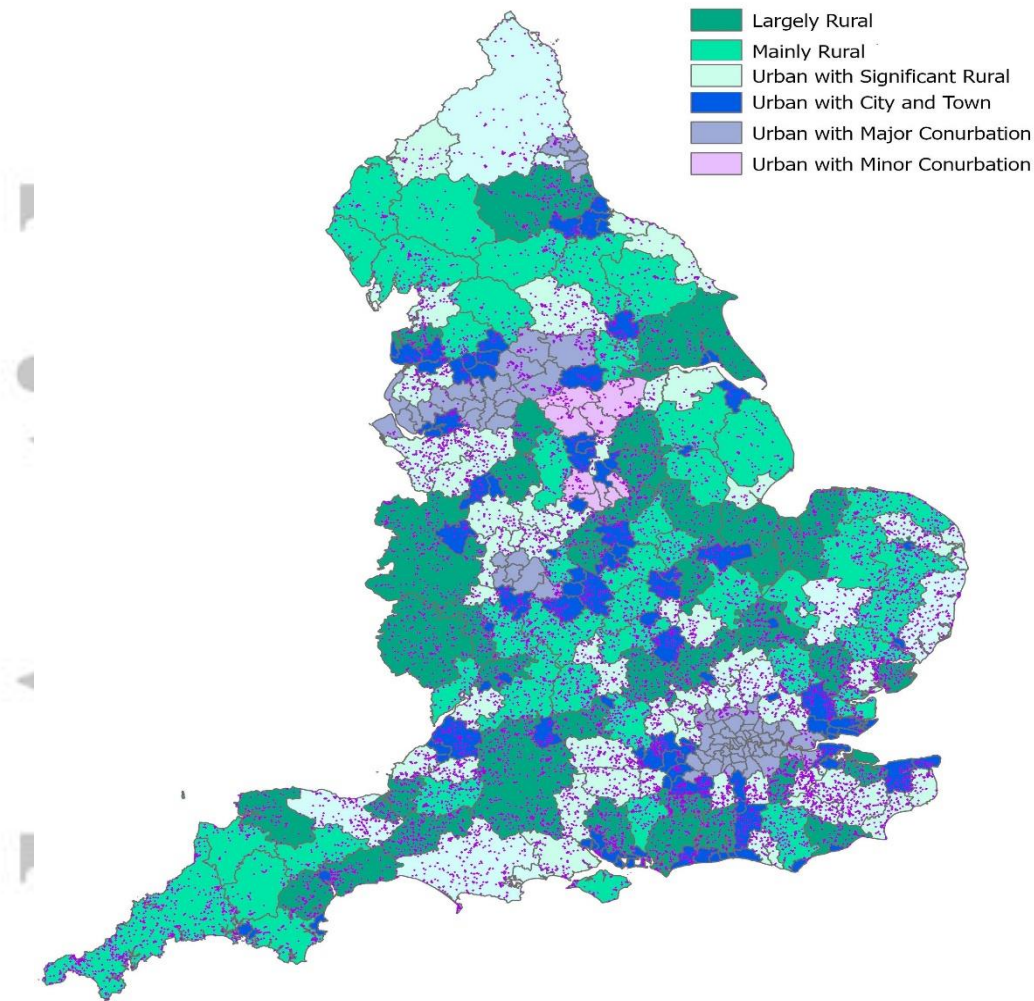 Largely Rural
Mainly Rural
Urban with Significant Rural
Urban with City and Town
Urban with Major Conurbation
Urban with Minor Conurbation